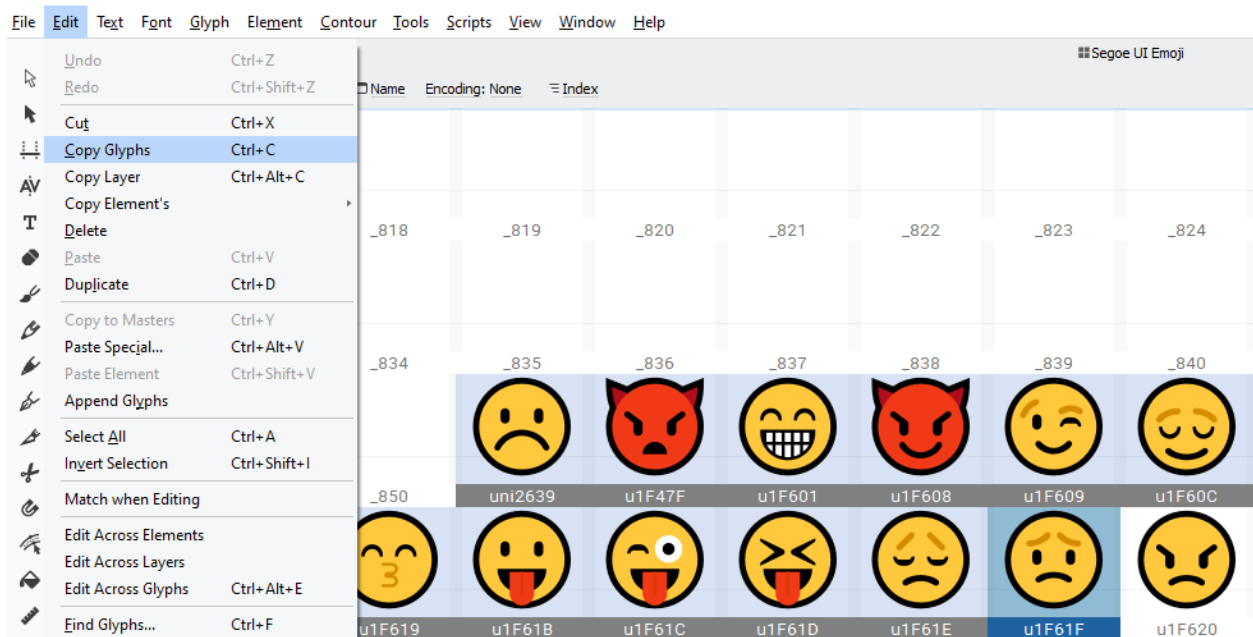 File Edit Text Font Glyph Element Contour Tools Scripts View Window Help
Segoe UI Emoji
Name Encoding: None Index
Undo Ctrl+Z
Redo Ctrl+Shift+Z
Cut Ctrl+X
Copy Glyphs Ctrl+C
Copy Layer Ctrl+Alt+C
Copy Element's
Delete
Paste Ctrl+V
Duplicate Ctrl+D
Copy to Masters Ctrl+Y
Paste Special... Ctrl+Alt+V
Paste Element Ctrl+Shift+V
Append Glyphs
Select All Ctrl+A
Invert Selection Ctrl+Shift+I
Match when Editing
Edit Across Elements
Edit Across Layers
Edit Across Glyphs Ctrl+Alt+E
Find Glyphs... Ctrl+F
_818 _819 _820 _821 _822 _823 _824
_834 _835 _836 _837 _838 _839 _840
_850 uni2639 u1F47F u1F601 u1F608 u1F609 u1F60C
u1F619 u1F61B u1F61C u1F61D u1F61E u1F61F u1F620